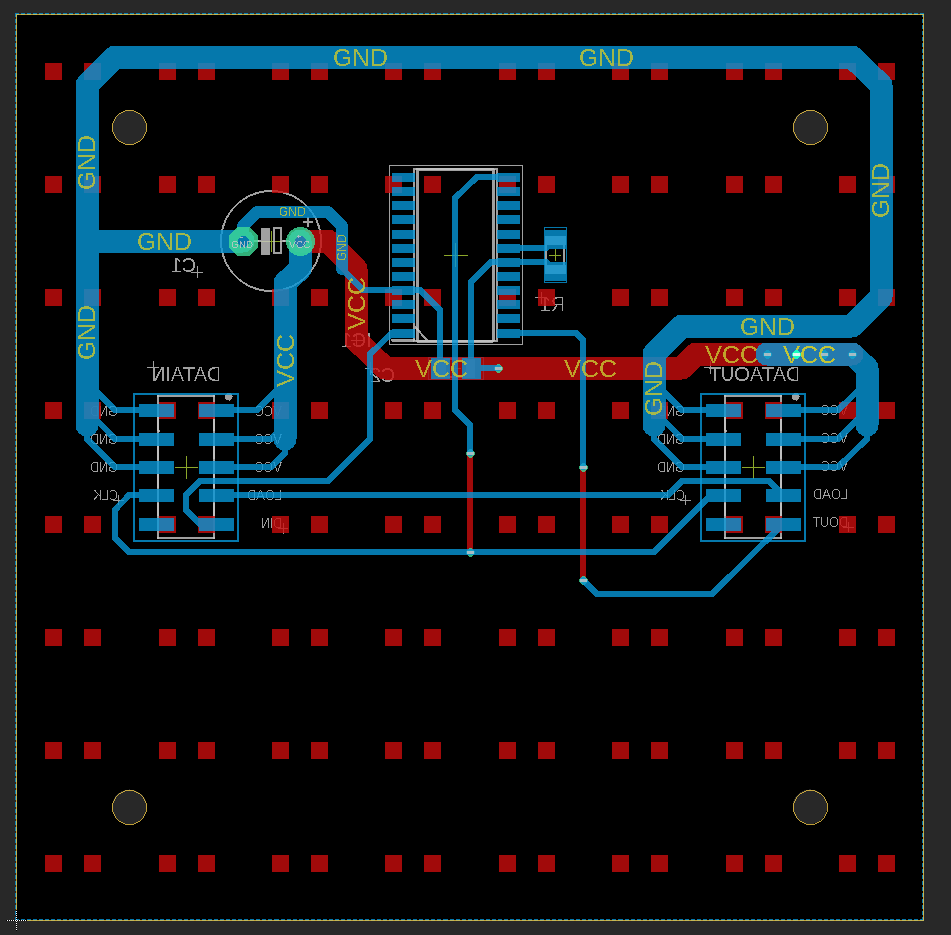 GND GND
GND GND
GND
GND
GND VCC
GND
C1
GND
VCC
R1
GND VCC IC1
VCC VCC
DATAIN VCC C2 VCC VCC GND DATAOUT
GND VCC GND VCC
GND VCC GND VCC
GND VCC GND VCC
CLK LOAD CLK LOAD
DIN DOUT